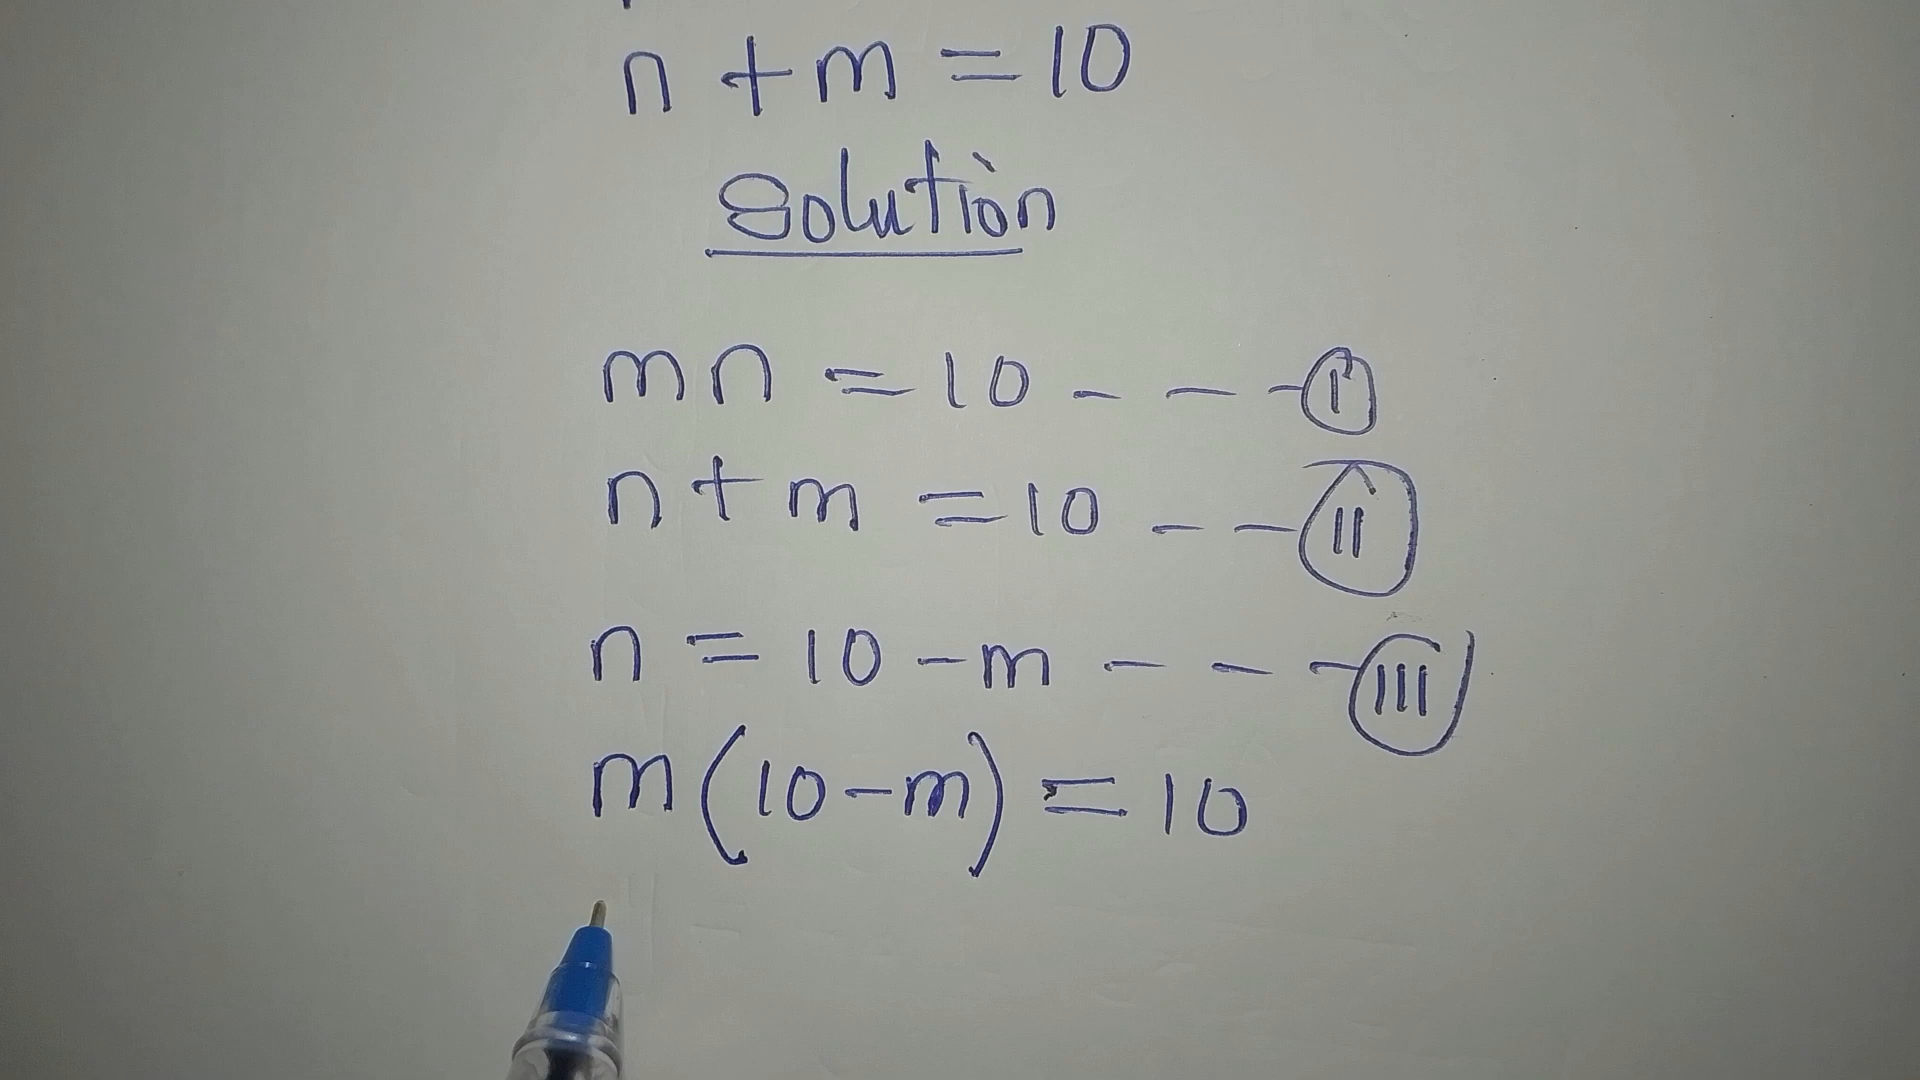 n + m = 10
Solution
mn = 10 - - - (i)
n + m = 10 - - (ii)
n = 10 - m - - - (iii)
m(10 - m) = 10